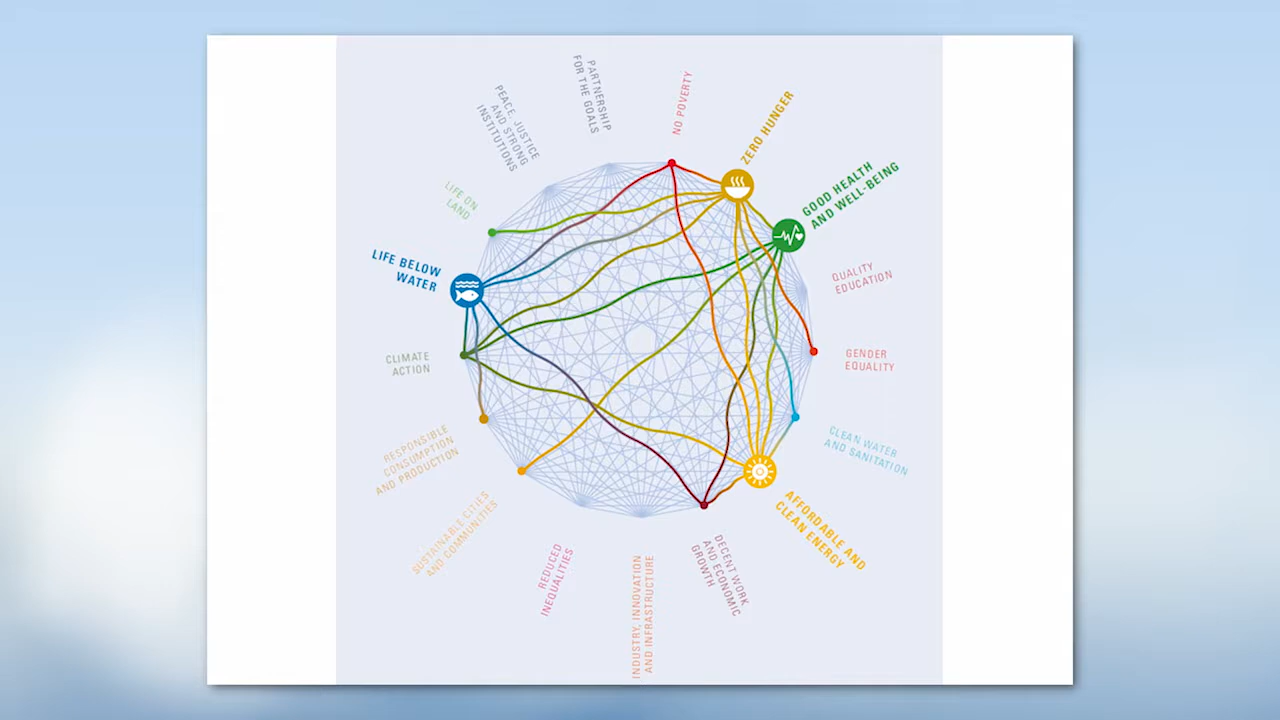 NO POVERTY
ZERO HUNGER
GOOD HEALTH
AND WELL-BEING
QUALITY
EDUCATION
GENDER
EQUALITY
CLEAN WATER
AND SANITATION
AFFORDABLE AND
CLEAN ENERGY
DECENT WORK
AND ECONOMIC
GROWTH
INDUSTRY, INNOVATION
AND INFRASTRUCTURE
REDUCED
INEQUALITIES
SUSTAINABLE CITIES
AND COMMUNITIES
RESPONSIBLE
CONSUMPTION
AND PRODUCTION
CLIMATE
ACTION
LIFE BELOW
WATER
LIFE ON
LAND
PEACE, JUSTICE
AND STRONG
INSTITUTIONS
PARTNERSHIP
FOR THE GOALS